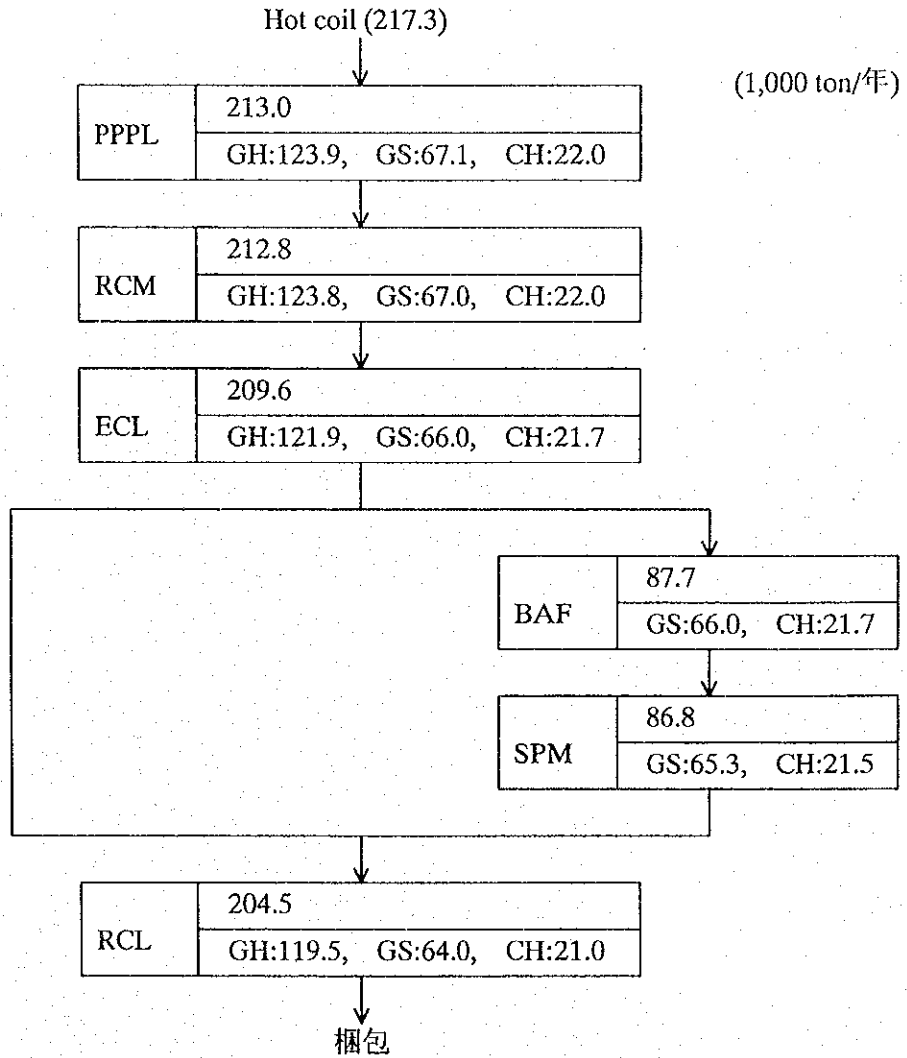 Hot coil (217.3)
(1,000 ton/年)
PPPL
213.0
GH:123.9, GS:67.1, CH:22.0
RCM
212.8
GH:123.8, GS:67.0, CH:22.0
ECL
209.6
GH:121.9, GS:66.0, CH:21.7
BAF
87.7
GS:66.0, CH:21.7
SPM
86.8
GS:65.3, CH:21.5
RCL
204.5
GH:119.5, GS:64.0, CH:21.0
梱包